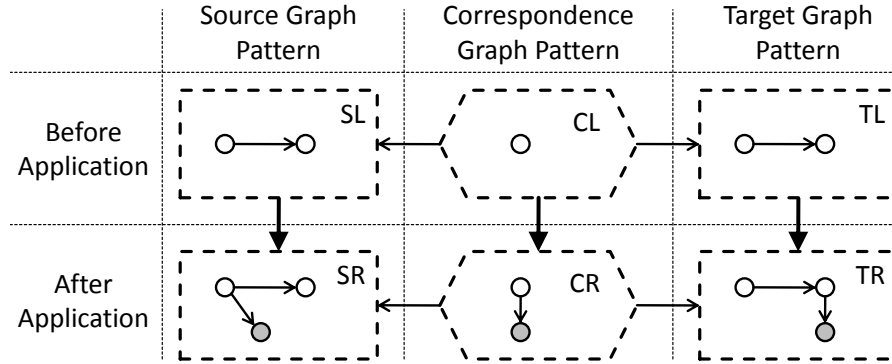 Source Graph
Pattern
Correspondence
Graph Pattern
Target Graph
Pattern
Before
Application
SL
CL
TL
After
Application
SR
CR
TR